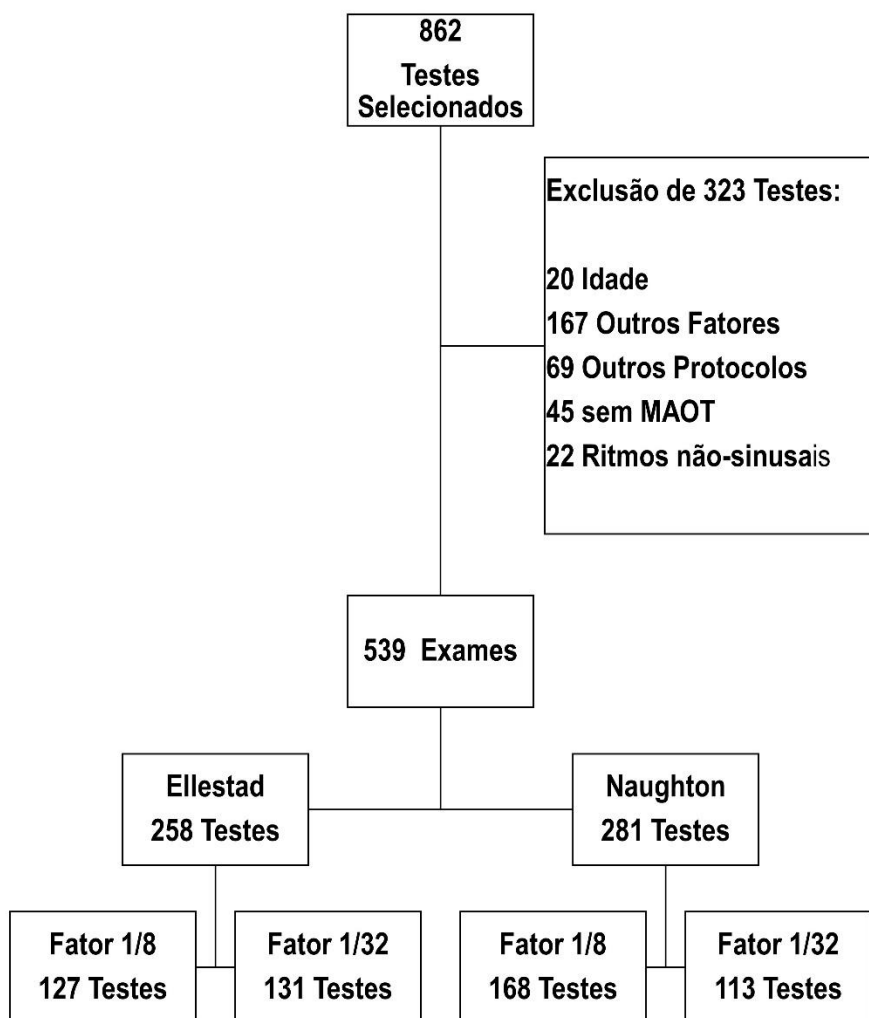 862
Testes
Selecionados
Exclusão de 323 Testes:
20 Idade
167 Outros Fatores
69 Outros Protocolos
45 sem MAOT
22 Ritmos não-sinusais
539 Exames
Ellestad
258 Testes
Naughton
281 Testes
Fator 1/8
127 Testes
Fator 1/32
131 Testes
Fator 1/8
168 Testes
Fator 1/32
113 Testes